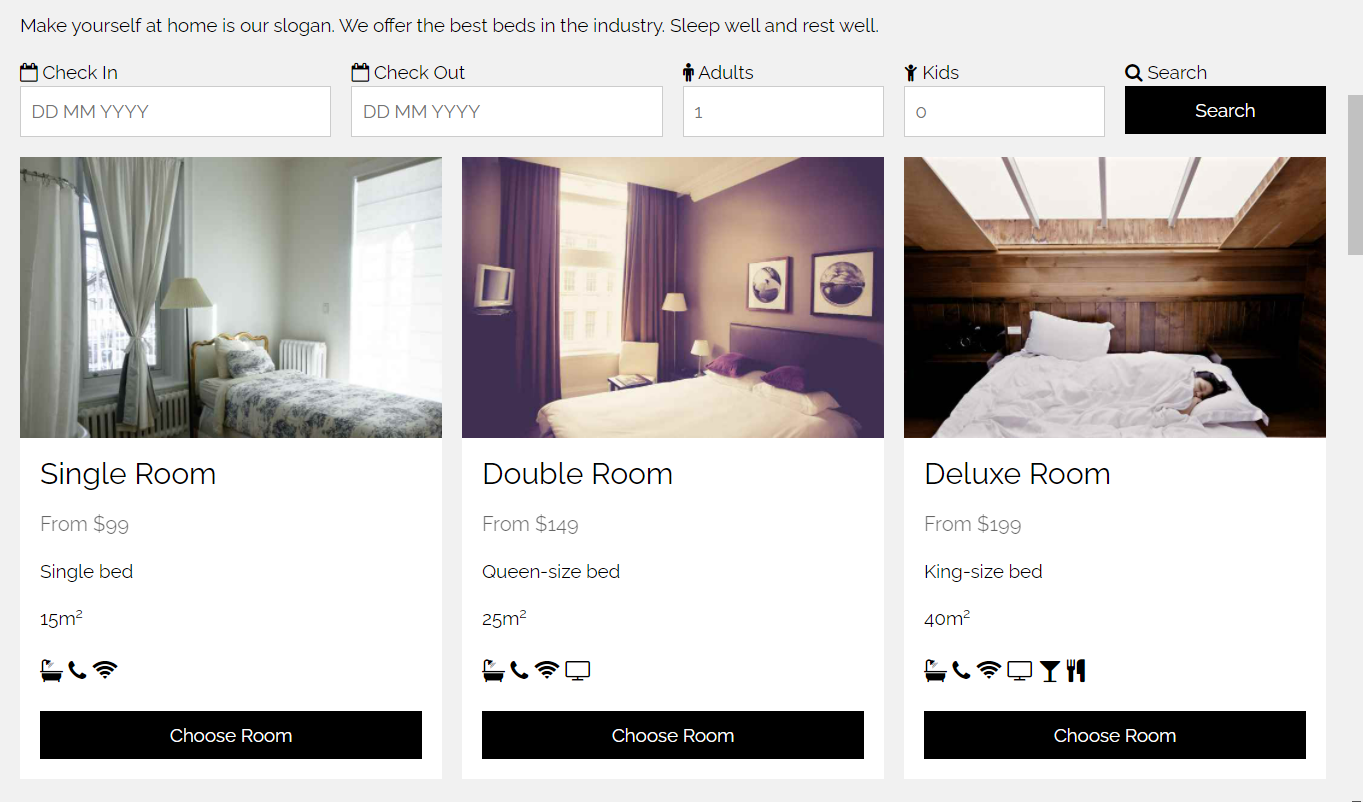 Make yourself at home is our slogan. We offer the best beds in the industry. Sleep well and rest well.
Check In
DD MM YYYY
Check Out
DD MM YYYY
Adults
1
Kids
0
Search
Search
Single Room
From $99
Single bed
15m²
Choose Room
Double Room
From $149
Queen-size bed
25m²
Choose Room
Deluxe Room
From $199
King-size bed
40m²
Choose Room